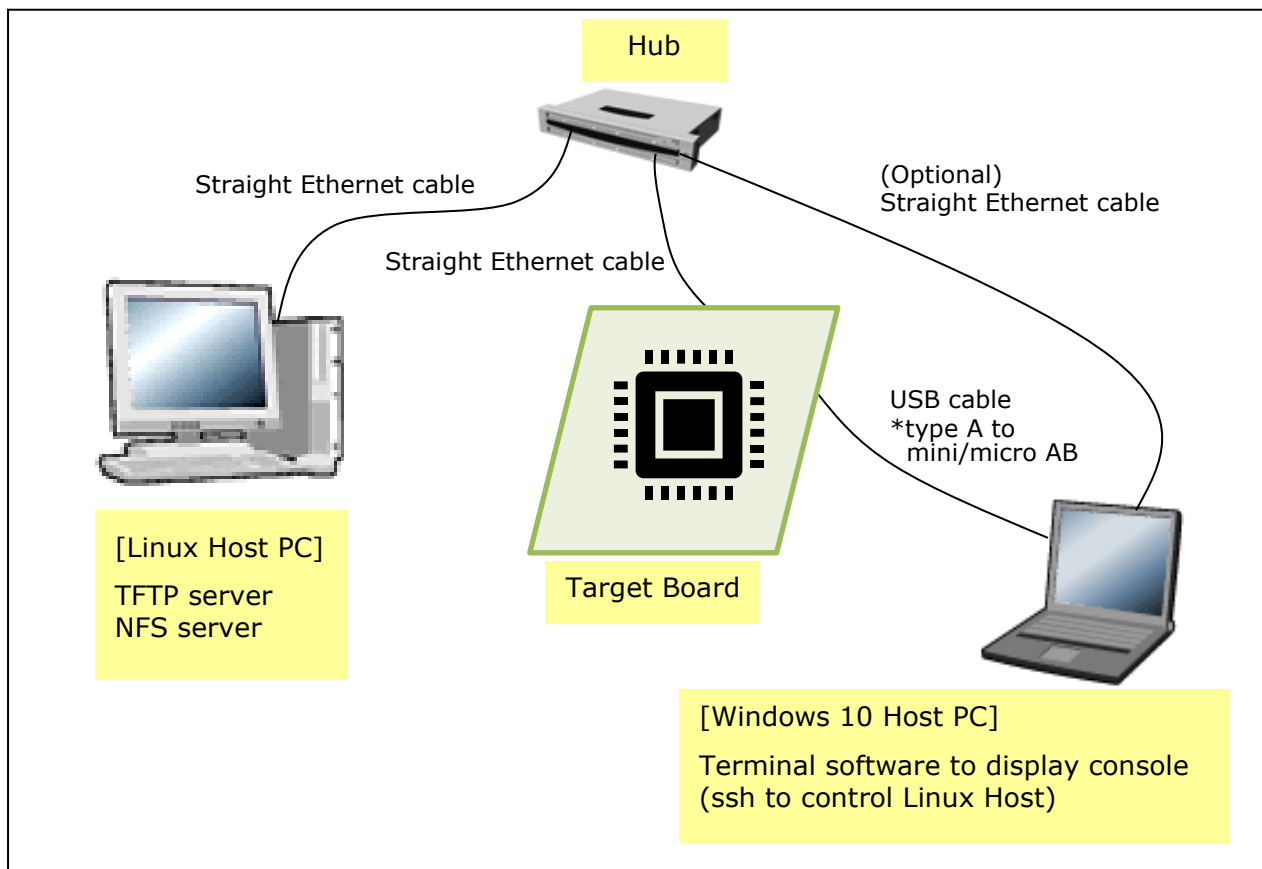 Hub
Straight Ethernet cable
(Optional)
Straight Ethernet cable
Straight Ethernet cable
USB cable
*type A to
mini/micro AB
[Linux Host PC]
TFTP server
NFS server
Target Board
[Windows 10 Host PC]
Terminal software to display console
(ssh to control Linux Host)